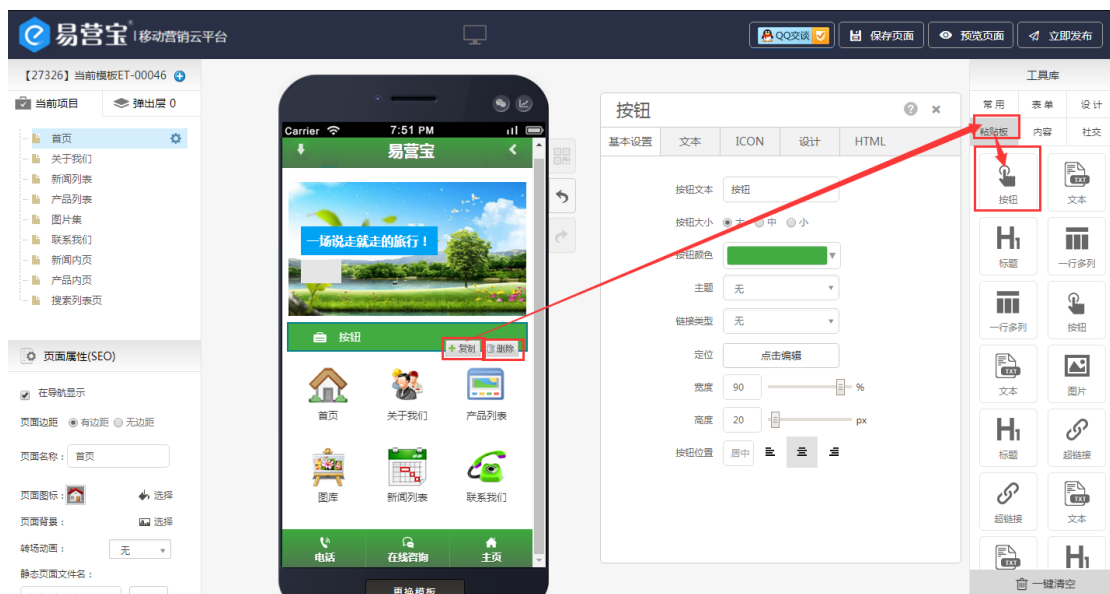 易营宝® | 移动营销云平台
QQ交谈
保存页面
预览页面
立即发布
【27326】当前模板ET-00046
当前项目
弹出层 0
首页
关于我们
新闻列表
产品列表
图片集
联系我们
新闻内页
产品内页
搜索列表页
页面属性(SEO)
在导航显示
页面边距 有边距 无边距
页面名称： 首页
页面图标： 选择
页面背景： 选择
转场动画： 无
静态页面文件名：
Carrier 7:51 PM
易营宝
一场说走就走的旅行！
按钮
复制 删除
首页 关于我们 产品列表
图库 新闻列表 联系我们
电话 在线咨询 主页
更换模板
按钮
基本设置 文本 ICON 设计 HTML
按钮文本 按钮
按钮大小 大 中 小
按钮颜色
主题 无
链接类型 无
定位 点击编辑
宽度 90 %
高度 20 px
按钮位置 居中
工具库
常用 表单 设计
粘贴板 内容 社交
TXT
按钮 文本
H1
标题 一行多列
一行多列 按钮
TXT
文本 图片
H1
标题 超链接
TXT
超链接 文本
TXT H1
一键清空